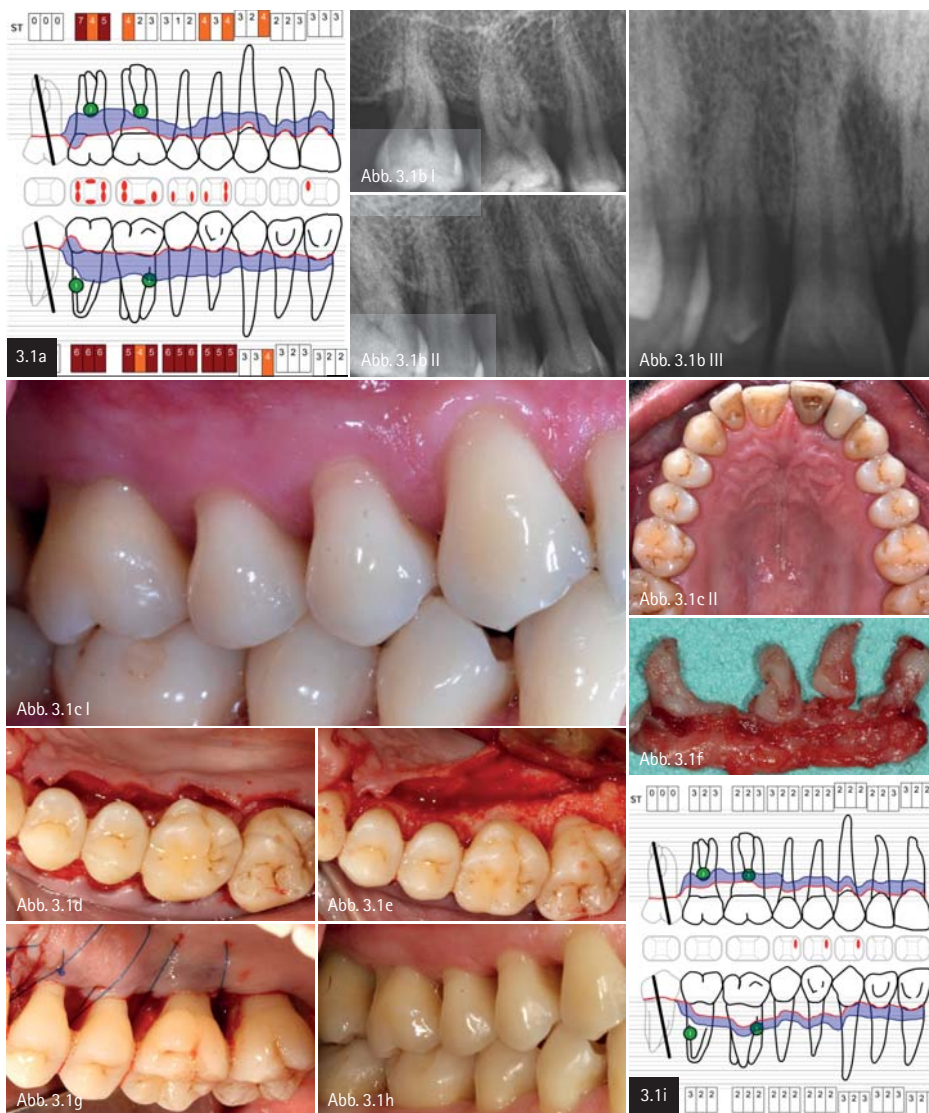 ST 0 0 0 7 4 5 4 2 3 3 1 2 4 3 4 3 2 4 2 2 3 3 3 3
6 6 6 5 4 5 6 5 6 5 5 5 3 3 4 3 2 3 3 2 2
3.1a
Abb. 3.1b I
Abb. 3.1b II
Abb. 3.1b III
Abb. 3.1c I
Abb. 3.1c II
Abb. 3.1d
Abb. 3.1e
Abb. 3.1f
Abb. 3.1g
Abb. 3.1h
ST 0 0 0 3 2 3 2 2 3 3 2 2 2 2 2 2 2 2 2 2 3 3 2 2
3 2 2 2 2 2 3 2 2 2 2 2 3 2 3 3 2 3 3 2
3.1i